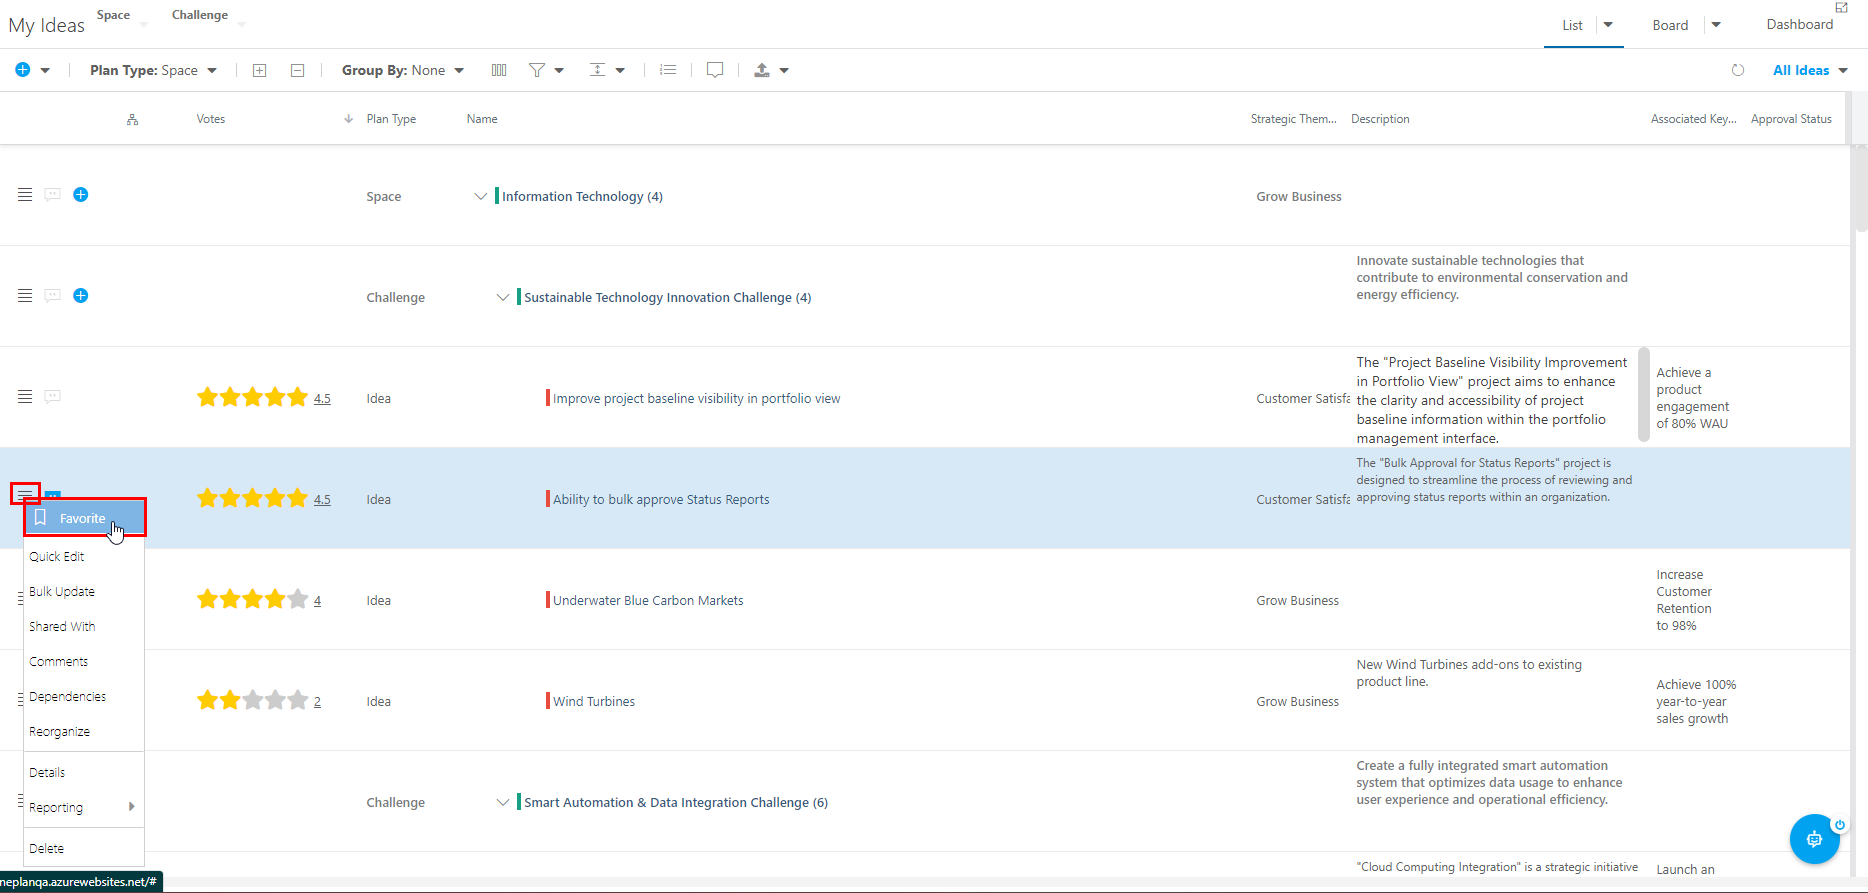 My Ideas
Space
Challenge
List
Board
Dashboard
Plan Type: Space
Group By: None
All Ideas
Votes
Plan Type
Name
Strategic Them...
Description
Associated Key...
Approval Status
Space
Information Technology (4)
Grow Business
Challenge
Sustainable Technology Innovation Challenge (4)
Innovate sustainable technologies that
contribute to environmental conservation and
energy efficiency.
4.5
Idea
Improve project baseline visibility in portfolio view
Customer Satisfa
The "Project Baseline Visibility Improvement
in Portfolio View" project aims to enhance
the clarity and accessibility of project
baseline information within the portfolio
management interface.
Achieve a
product
engagement
of 80% WAU
4.5
Idea
Ability to bulk approve Status Reports
Customer Satisfa
The "Bulk Approval for Status Reports" project is
designed to streamline the process of reviewing and
approving status reports within an organization.
Favorite
Quick Edit
Bulk Update
Shared With
Comments
Dependencies
Reorganize
Details
Reporting
Delete
4
Idea
Underwater Blue Carbon Markets
Grow Business
Increase
Customer
Retention
to 98%
2
Idea
Wind Turbines
Grow Business
New Wind Turbines add-ons to existing
product line.
Achieve 100%
year-to-year
sales growth
Challenge
Smart Automation & Data Integration Challenge (6)
Create a fully integrated smart automation
system that optimizes data usage to enhance
user experience and operational efficiency.
"Cloud Computing Integration" is a strategic initiative
Launch an
neplanqa.azurewebsites.net/#